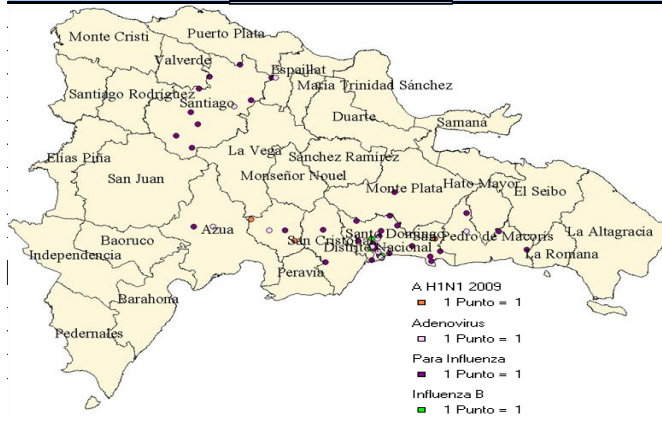 Monte Cristi
Puerto Plata
Valverde
Espaillat
Santiago Rodríguez
Santiago
María Trinidad Sánchez
Duarte
Samaná
Elías Piña
La Vega
Sánchez Ramírez
San Juan
Monseñor Nouel
Monte Plata
Hato Mayor
El Seibo
Azua
San Cristobal
Santo Domingo
San Pedro de Macorís
La Altagracia
Baoruco
Distrito Nacional
Independencia
La Romana
Peravia
Barahona
Pedernales
A H1N1 2009
1 Punto = 1
Adenovirus
1 Punto = 1
Para Influenza
1 Punto = 1
Influenza B
1 Punto = 1